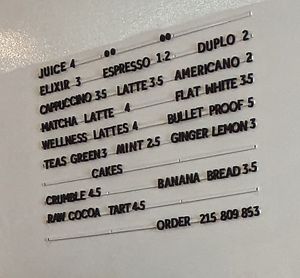 JUICE 4
ELIXIR 3 ESPRESSO 1.2 DUPLO 2
CAPPUCCINO 3.5 LATTE 3.5 AMERICANO 2
MATCHA LATTE 4 FLAT WHITE 3.5
WELLNESS LATTES 4 BULLET PROOF 5
TEAS GREEN 3 MINT 2.5 GINGER LEMON 3
CAKES
CRUMBLE 4.5 BANANA BREAD 3.5
RAW COCOA TART 4.5
ORDER 215 809 853